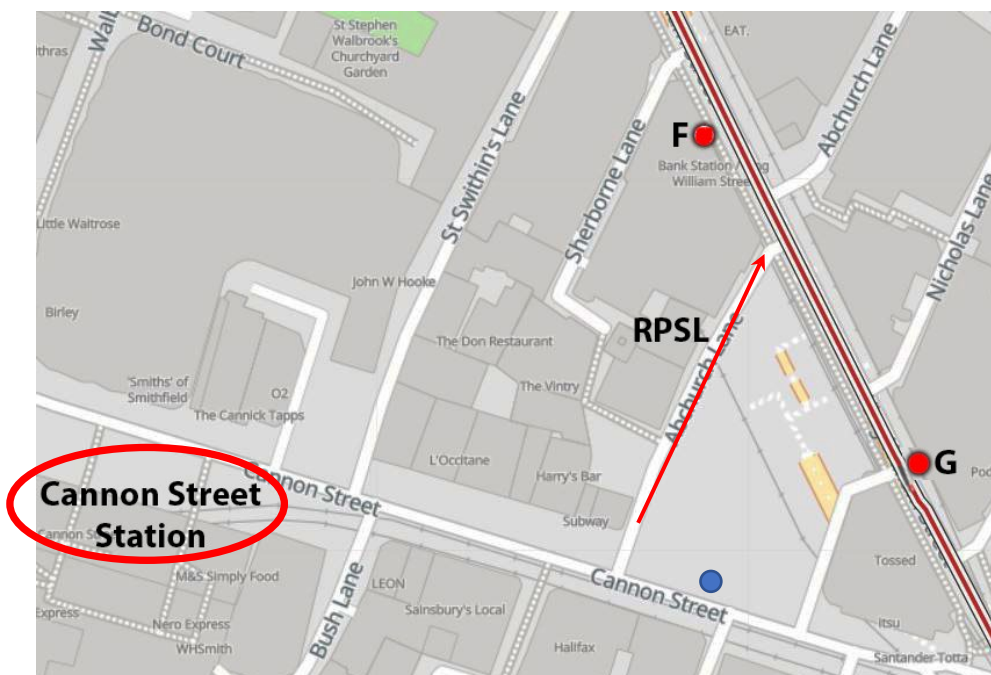 St Stephen
Walbrook's
Churchyard
Garden
EAT.
Bond Court
St Swithin's Lane
Sherborne Lane
Abchurch Lane
F
William Street
Little Waitrose
Nicholas Lane
John W Hooke
Birley
RPSL
The Don Restaurant
'Smiths' of
Smithfield
O2
The Vintry
Abchurch Lane
The Cannick Tapps
L'Occitane
Harry's Bar
G
Cannon Street
Cannon Street
Station
Subway
M&S Simply Food
LEON
Cannon Street
Tossed
Express
Nero Express
Sainsbury's Local
Bush Lane
itsu
WHSmith
Halifax
Santander Totta